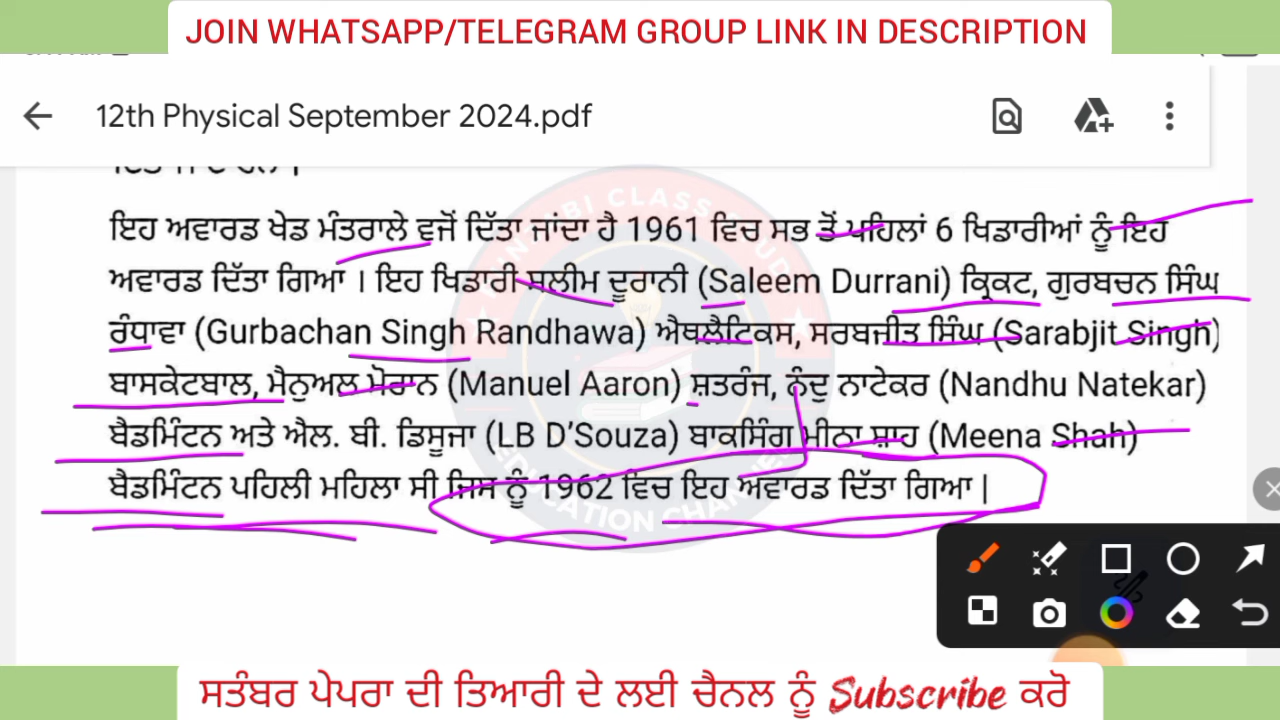 JOIN WHATSAPP/TELEGRAM GROUP LINK IN DESCRIPTION
12th Physical September 2024.pdf
ਇਹ ਅਵਾਰਡ ਖੇਡ ਮੰਤਰਾਲੇ ਵਜੋਂ ਦਿੱਤਾ ਜਾਂਦਾ ਹੈ 1961 ਵਿਚ ਸਭ ਤੋਂ ਪਹਿਲਾਂ 6 ਖਿਡਾਰੀਆਂ ਨੂੰ ਇਹ
ਅਵਾਰਡ ਦਿੱਤਾ ਗਿਆ । ਇਹ ਖਿਡਾਰੀ ਸਲੀਮ ਦੂਰਾਨੀ (Saleem Durrani) ਕ੍ਰਿਕਟ, ਗੁਰਬਚਨ ਸਿੰਘ
ਰੰਧਾਵਾ (Gurbachan Singh Randhawa) ਐਥਲੈਟਿਕਸ, ਸਰਬਜੀਤ ਸਿੰਘ (Sarabjit Singh)
ਬਾਸਕੇਟਬਾਲ, ਮੈਨੁਅਲ ਮੋਰਾਨ (Manuel Aaron) ਸ਼ਤਰੰਜ, ਨੰਦੁ ਨਾਟੇਕਰ (Nandhu Natekar)
ਬੈਡਮਿੰਟਨ ਅਤੇ ਐਲ. ਬੀ. ਡਿਸੂਜਾ (LB D'Souza) ਬਾਕਸਿੰਗ ਮੀਨਾ ਸ਼ਾਹ (Meena Shah)
ਬੈਡਮਿੰਟਨ ਪਹਿਲੀ ਮਹਿਲਾ ਸੀ ਜਿਸ ਨੂੰ 1962 ਵਿਚ ਇਹ ਅਵਾਰਡ ਦਿੱਤਾ ਗਿਆ |
EDUCATION CHANNEL
ਸਤੰਬਰ ਪੇਪਰਾ ਦੀ ਤਿਆਰੀ ਦੇ ਲਈ ਚੈਨਲ ਨੂੰ Subscribe ਕਰੋ